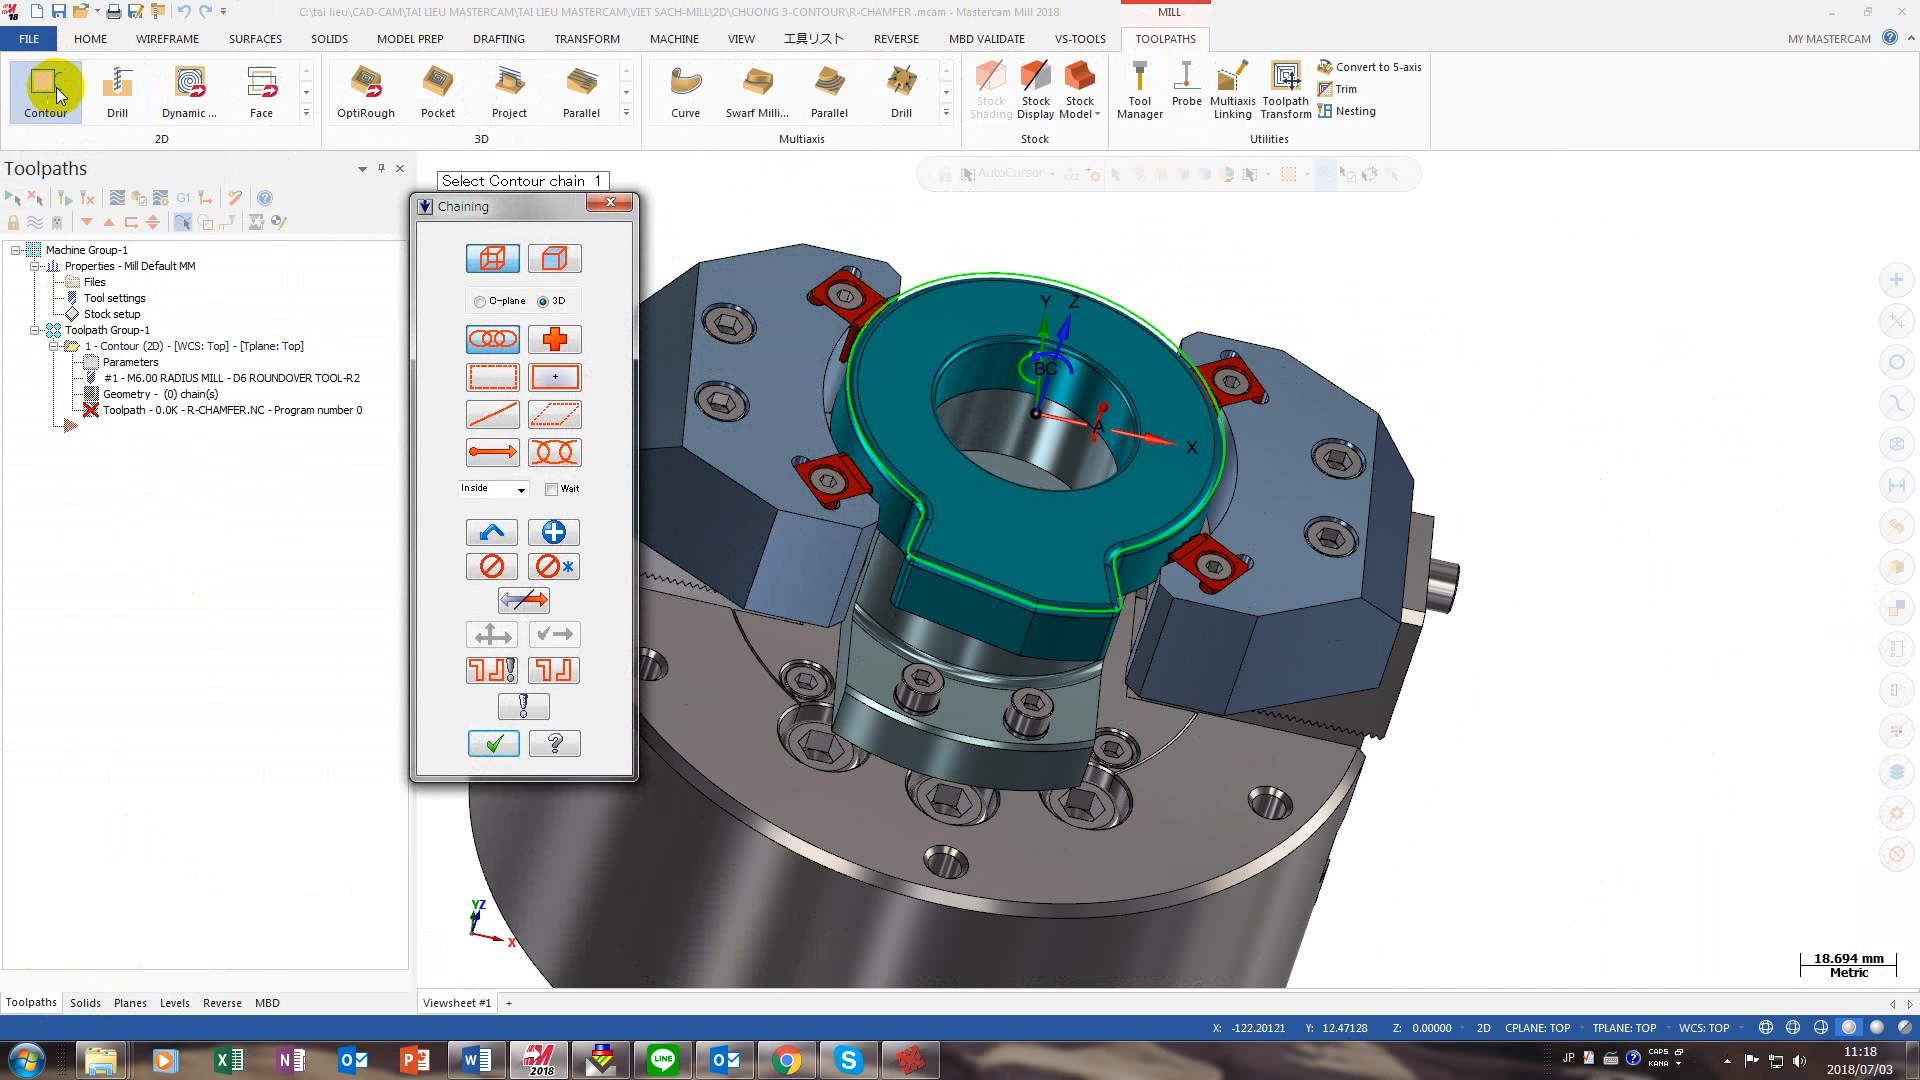 C:\tai lieu\CAD-CAM\TAI LIEU MASTERCAM\TAI LIEU MASTERCAM\VIET SACH-MILL\2D\CHUONG 3-CONTOUR\R-CHAMFER .mcam - Mastercam Mill 2018
MILL
FILE HOME WIREFRAME SURFACES SOLIDS MODEL PREP DRAFTING TRANSFORM MACHINE VIEW 工具リスト REVERSE MBD VALIDATE VS-TOOLS TOOLPATHS MY MASTERCAM
Contour Drill Dynamic ... Face
2D
OptiRough Pocket Project Parallel
3D
Curve Swarf Milli... Parallel Drill
Multiaxis
Stock Shading
Stock Display
Stock Model
Stock
Tool Manager
Probe
Multiaxis Linking
Toolpath Transform
Convert to 5-axis
Trim
Nesting
Utilities
Toolpaths
G1
Machine Group-1
Properties - Mill Default MM
Files
Tool settings
Stock setup
Toolpath Group-1
1 - Contour (2D) - [WCS: Top] - [Tplane: Top]
Parameters
#1 - M6.00 RADIUS MILL - D6 ROUNDOVER TOOL-R2
Geometry - (0) chain(s)
Toolpath - 0.0K - R-CHAMFER.NC - Program number 0
Select Contour chain 1
Chaining
C-plane 3D
Inside
Wait
AutoCursor
Y Z
BC
A
X
YZ
X
18.694 mm
Metric
Toolpaths Solids Planes Levels Reverse MBD
Viewsheet #1 +
X: -122.20121 Y: 12.47128 Z: 0.00000 2D CPLANE: TOP TPLANE: TOP WCS: TOP
2018
LINE
JP
CAPS
KANA
11:18
2018/07/03